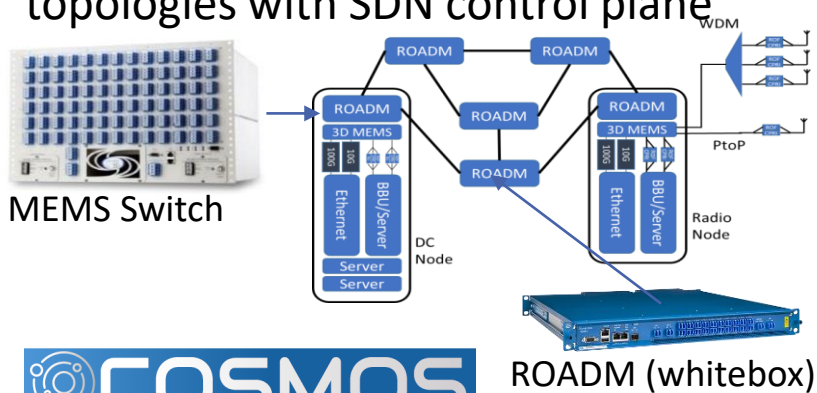 topologies with SDN control plane
WDM
ROADM
ROADM
ROADM
ROADM
ROADM
ROADM
3D MEMS
3D MEMS
100G
10G
100G
10G
Ethernet
BBU/Server
Ethernet
BBU/Server
PtoP
MEMS Switch
DC
Node
Radio
Node
Server
Server
COSMOS
ROADM (whitebox)